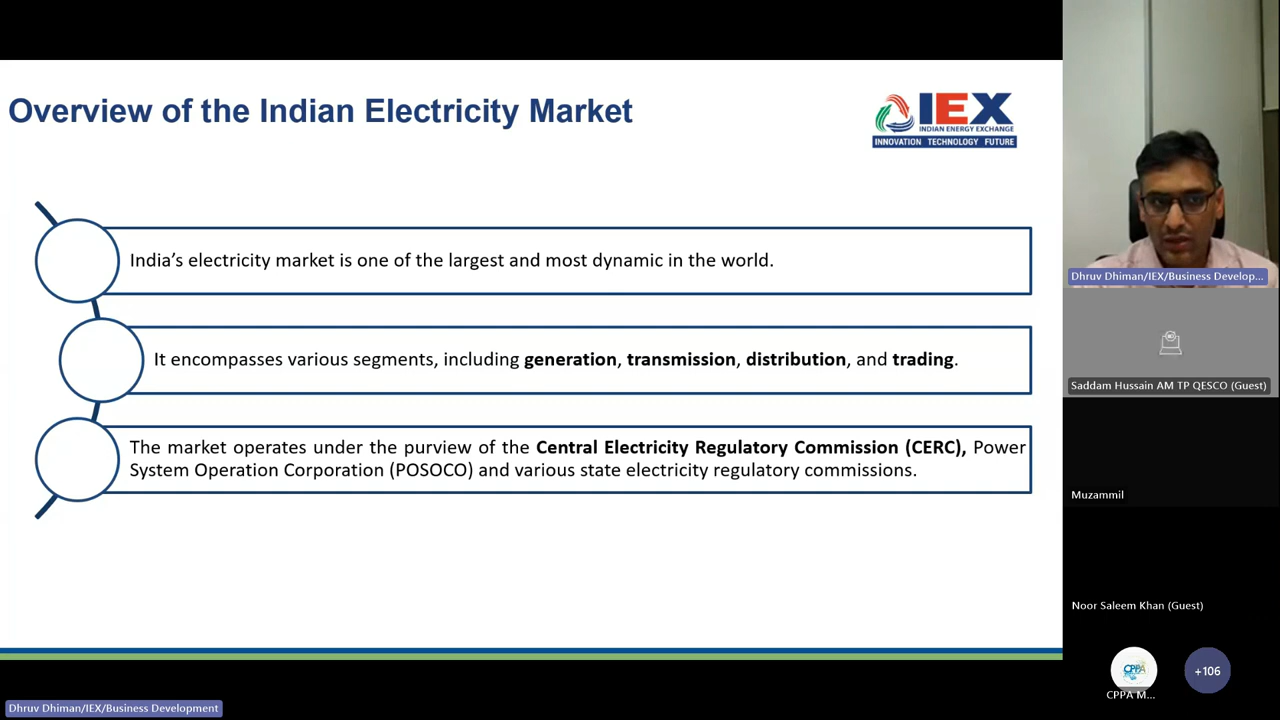 Overview of the Indian Electricity Market
IEX
INDIAN ENERGY EXCHANGE
INNOVATION TECHNOLOGY FUTURE
India's electricity market is one of the largest and most dynamic in the world.
It encompasses various segments, including generation, transmission, distribution, and trading.
The market operates under the purview of the Central Electricity Regulatory Commission (CERC), Power
System Operation Corporation (POSOCO) and various state electricity regulatory commissions.
Dhruv Dhiman/IEX/Business Develop...
Saddam Hussain AM TP QESCO (Guest)
Muzammil
Noor Saleem Khan (Guest)
CPPA
+106
CPPA M...
Dhruv Dhiman/IEX/Business Development